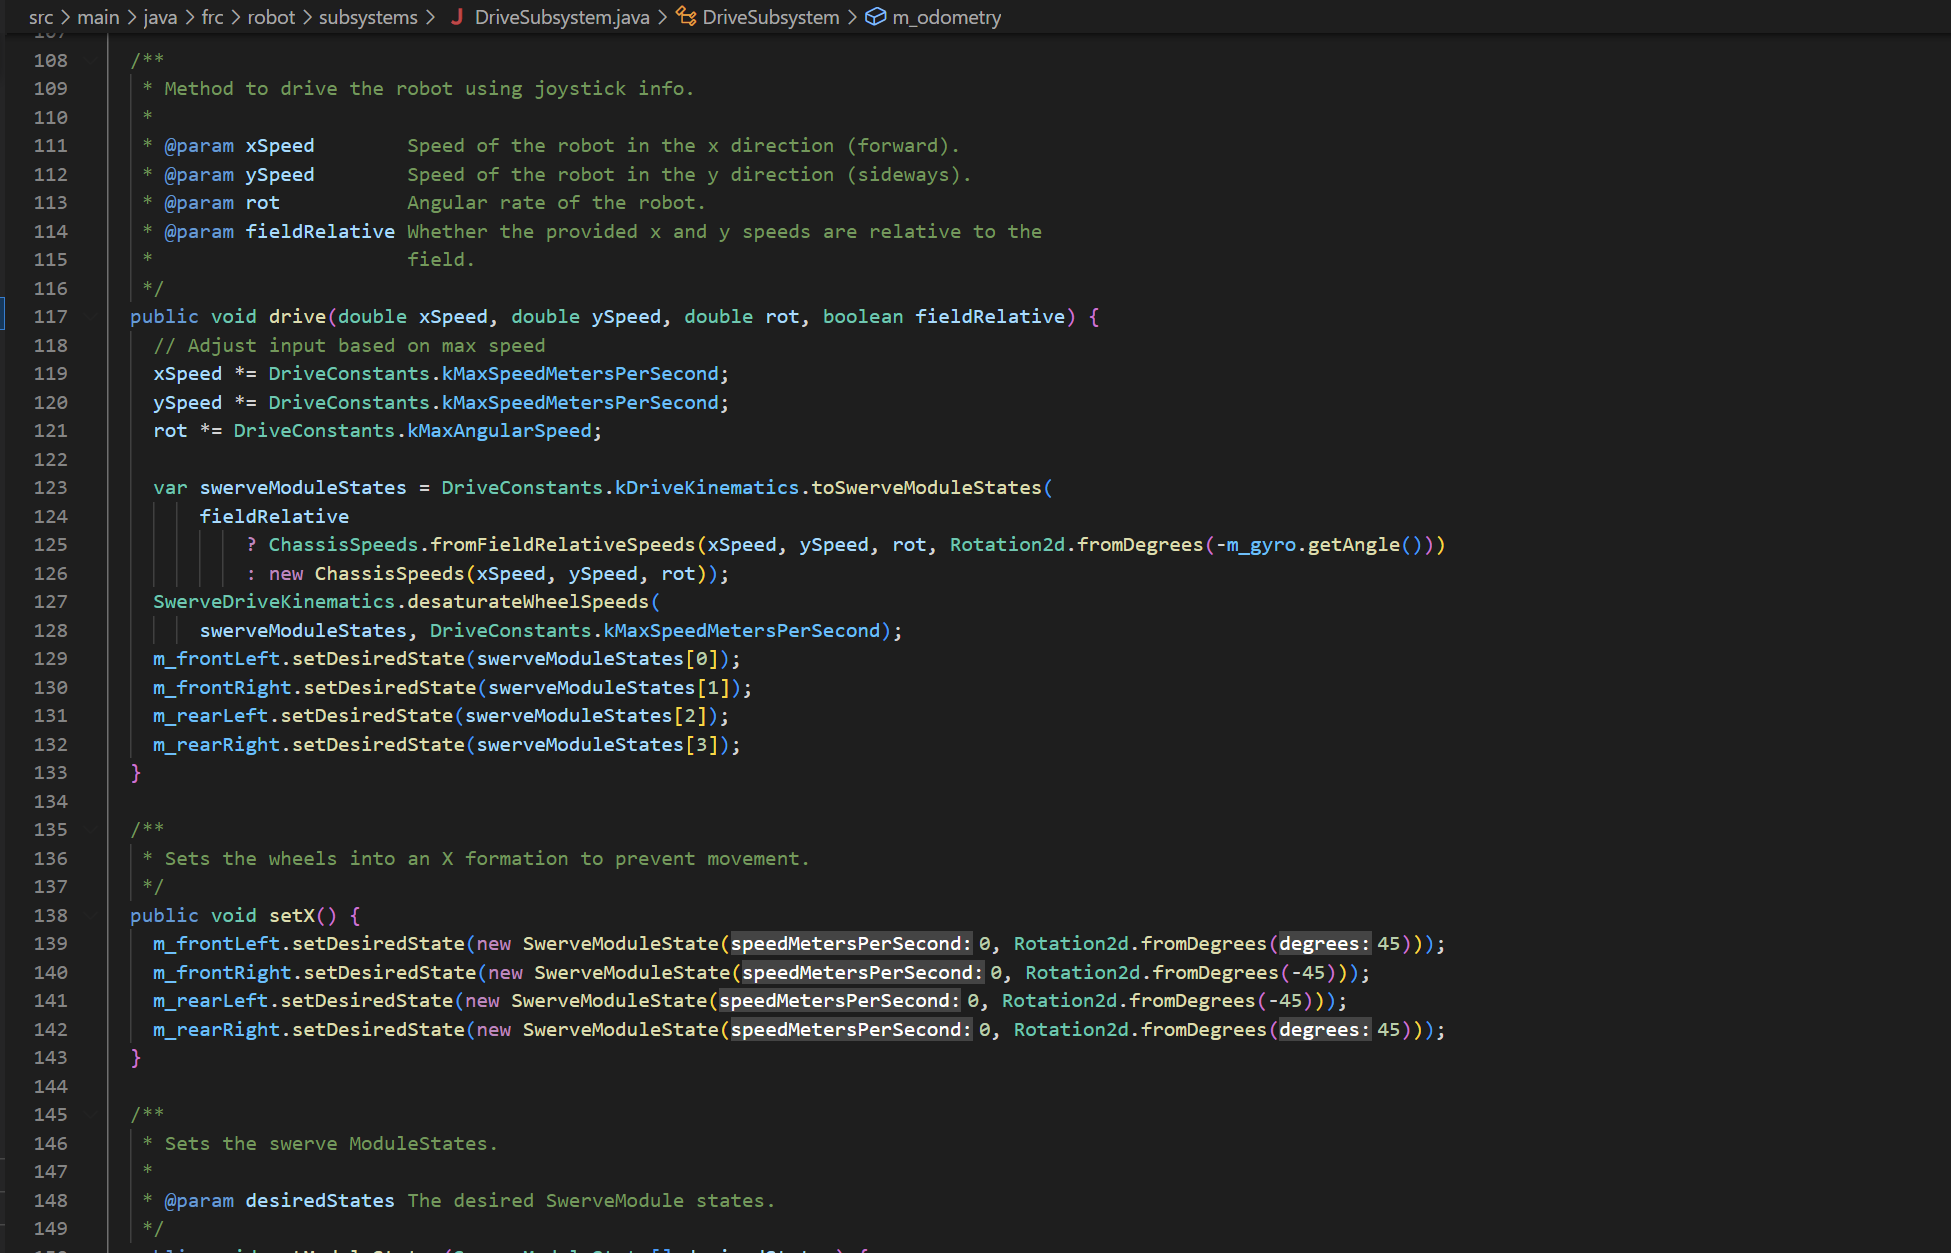 src > main > java > frc > robot > subsystems > J DriveSubsystem.java > DriveSubsystem > m_odometry
108 /**
109 * Method to drive the robot using joystick info.
110 *
111 * @param xSpeed Speed of the robot in the x direction (forward).
112 * @param ySpeed Speed of the robot in the y direction (sideways).
113 * @param rot Angular rate of the robot.
114 * @param fieldRelative Whether the provided x and y speeds are relative to the
115 * field.
116 */
117 public void drive(double xSpeed, double ySpeed, double rot, boolean fieldRelative) {
118 // Adjust input based on max speed
119 xSpeed *= DriveConstants.kMaxSpeedMetersPerSecond;
120 ySpeed *= DriveConstants.kMaxSpeedMetersPerSecond;
121 rot *= DriveConstants.kMaxAngularSpeed;
122
123 var swerveModuleStates = DriveConstants.kDriveKinematics.toSwerveModuleStates(
124 fieldRelative
125 ? ChassisSpeeds.fromFieldRelativeSpeeds(xSpeed, ySpeed, rot, Rotation2d.fromDegrees(-m_gyro.getAngle()))
126 : new ChassisSpeeds(xSpeed, ySpeed, rot));
127 SwerveDriveKinematics.desaturateWheelSpeeds(
128 swerveModuleStates, DriveConstants.kMaxSpeedMetersPerSecond);
129 m_frontLeft.setDesiredState(swerveModuleStates[0]);
130 m_frontRight.setDesiredState(swerveModuleStates[1]);
131 m_rearLeft.setDesiredState(swerveModuleStates[2]);
132 m_rearRight.setDesiredState(swerveModuleStates[3]);
133 }
134
135 /**
136 * Sets the wheels into an X formation to prevent movement.
137 */
138 public void setX() {
139 m_frontLeft.setDesiredState(new SwerveModuleState(speedMetersPerSecond: 0, Rotation2d.fromDegrees(degrees: 45)));
140 m_frontRight.setDesiredState(new SwerveModuleState(speedMetersPerSecond: 0, Rotation2d.fromDegrees(-45)));
141 m_rearLeft.setDesiredState(new SwerveModuleState(speedMetersPerSecond: 0, Rotation2d.fromDegrees(-45)));
142 m_rearRight.setDesiredState(new SwerveModuleState(speedMetersPerSecond: 0, Rotation2d.fromDegrees(degrees: 45)));
143 }
144
145 /**
146 * Sets the swerve ModuleStates.
147 *
148 * @param desiredStates The desired SwerveModule states.
149 */